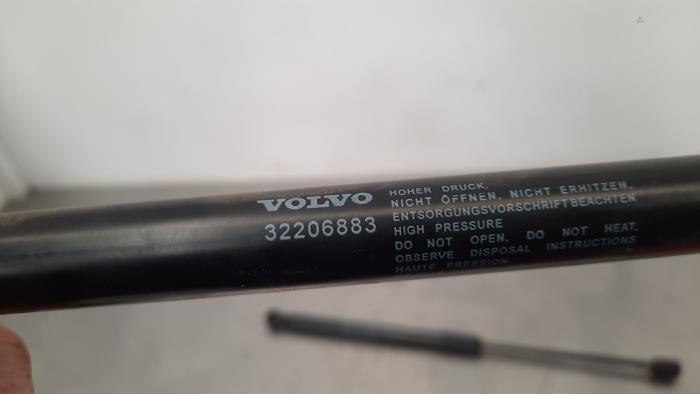 VOLVO
32206883
HOHER DRUCK.
NICHT ÖFFNEN, NICHT ERHITZEN.
ENTSORGUNGSVORSCHRIFT BEACHTEN
HIGH PRESSURE
DO NOT OPEN. DO NOT HEAT.
OBSERVE DISPOSAL INSTRUCTIONS
HAUTE PRESSION.